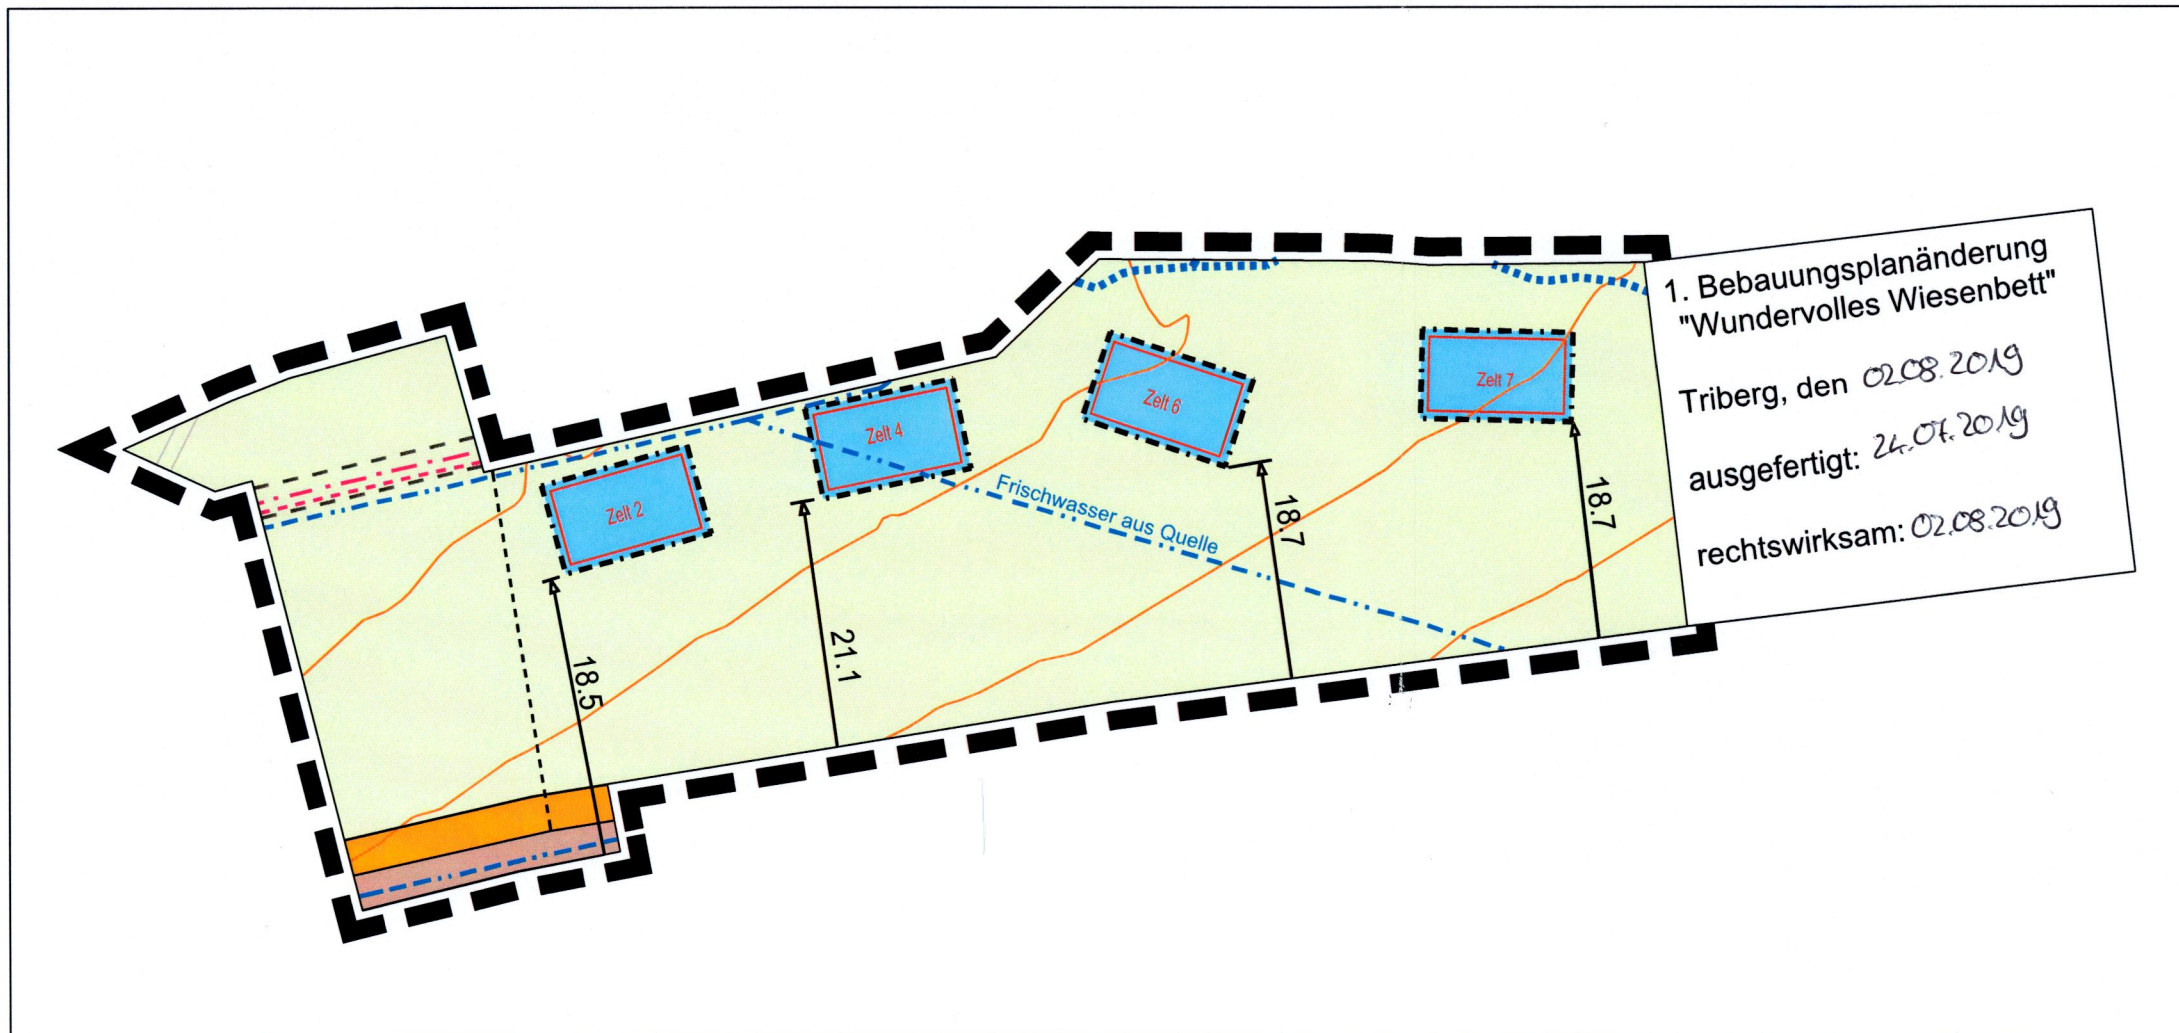 1. Bebauungsplanänderung
"Wundervolles Wiesenbett"
Triberg, den 02.08.2019
ausgefertigt: 24.07.2019
rechtswirksam: 02.08.2019
Zelt 2
Zelt 4
Zelt 6
Zelt 7
Frischwasser aus Quelle
18.5
21.1
18.7
18.7